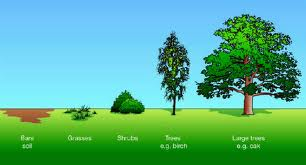 Bare
soil
Grasses
Shrubs
Trees
e.g. birch
Large trees
e.g. oak